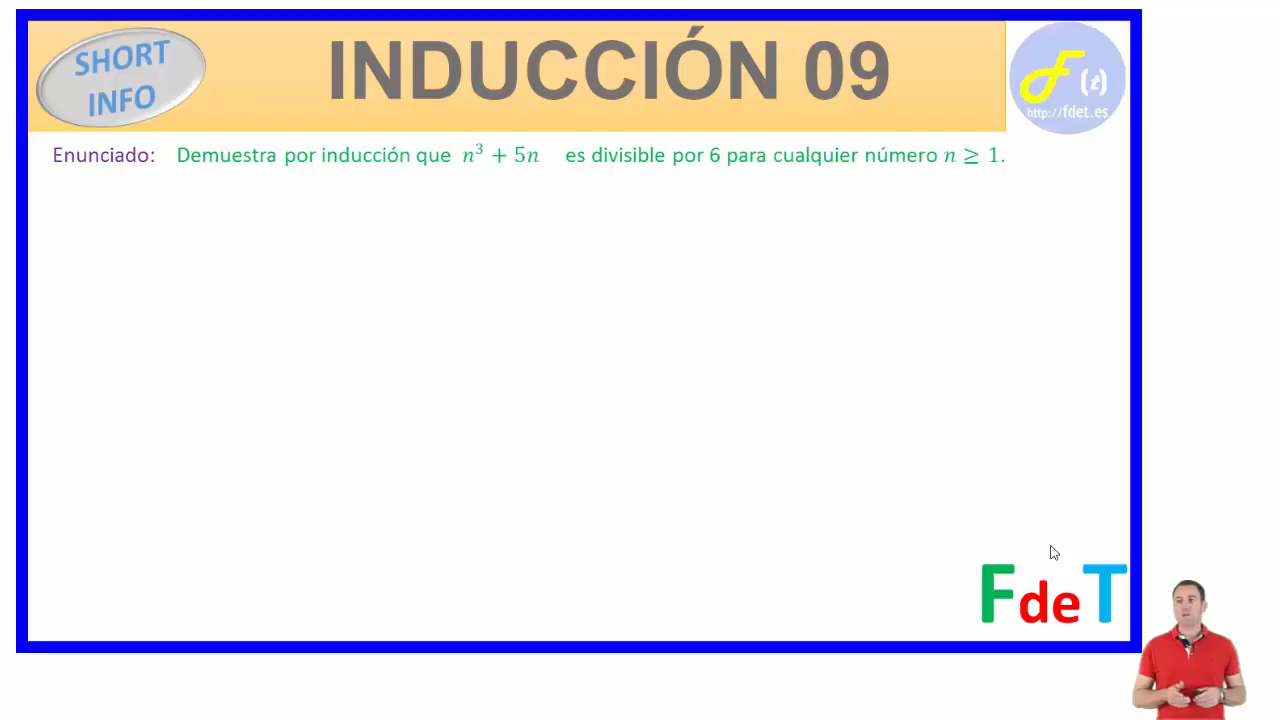 SHORT
INFO
INDUCCIÓN 09
F(t)
http://fdet.es
Enunciado: Demuestra por inducción que n³ + 5n es divisible por 6 para cualquier número n ≥ 1.
FdeT